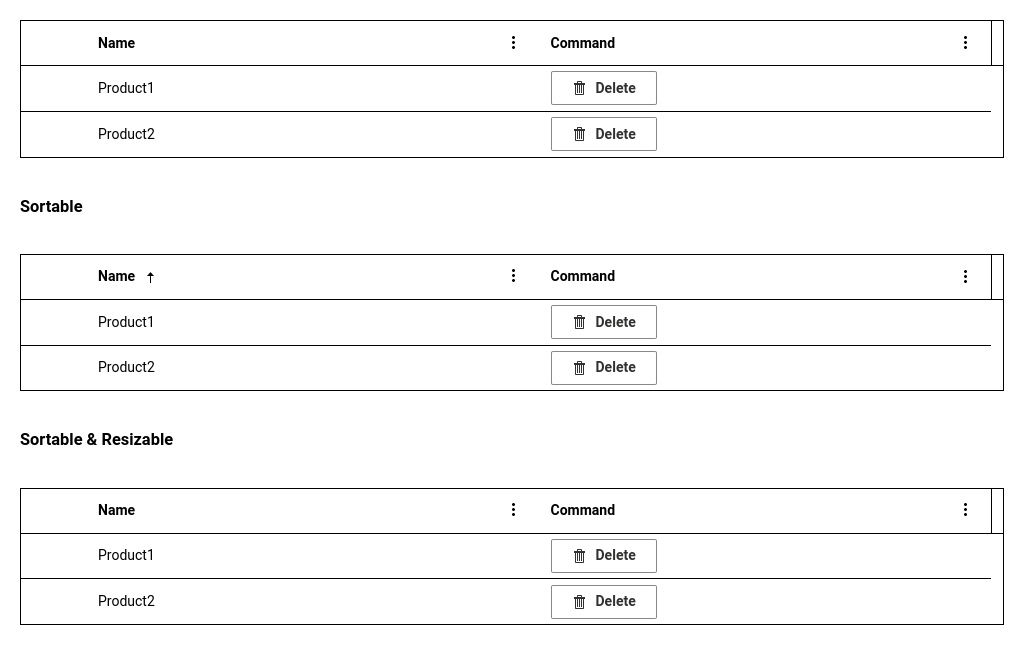 Name Command
Product1 Delete
Product2 Delete
Sortable
Name Command
Product1 Delete
Product2 Delete
Sortable & Resizable
Name Command
Product1 Delete
Product2 Delete